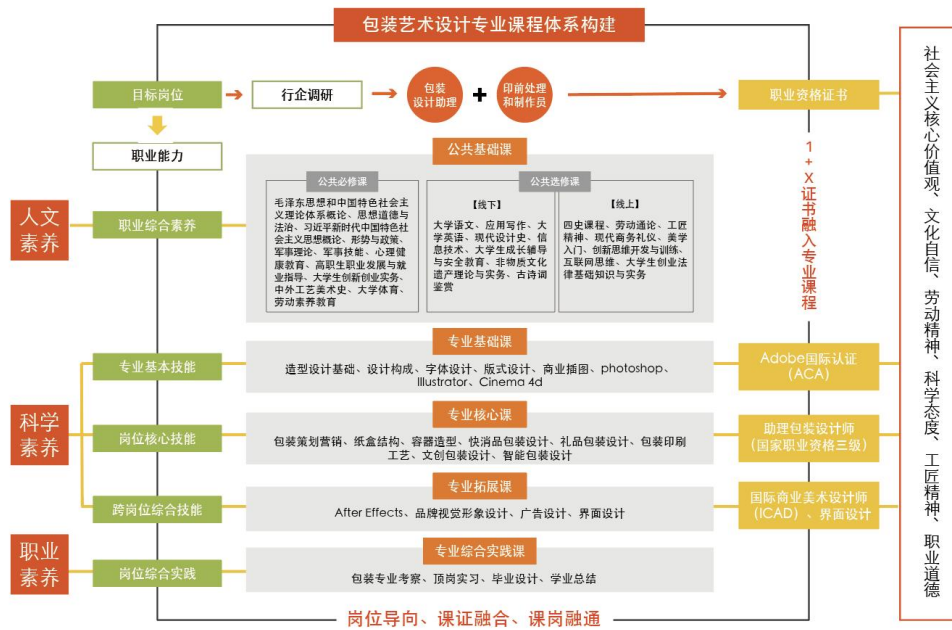 包装艺术设计专业课程体系构建
目标岗位
行企调研
包装
设计助理
+
印前处理
和制作员
职业资格证书
职业能力
公共基础课
公共必修课
毛泽东思想和中国特色社会主
义理论体系概论、思想道德与
法治、习近平新时代中国特色
社会主义思想概论、形势与政策、
军事理论、军事技能、心理健
康教育、高职生职业发展与就
业指导、大学生创新创业实务、
中外工艺美术史、大学体育、
劳动素养教育
公共选修课
【线下】
大学语文、应用写作、大
学英语、现代设计史、信
息技术、大学生成长辅导
与安全教育、非物质文化
遗产理论与实务、古诗词
鉴赏
【线上】
四史课程、劳动通论、工匠
精神、现代商务礼仪、美学
入门、创新思维开发与训练、
互联网思维、大学生创业法
律基础知识与实务
人文
素养
职业综合素养
1+X证书融入专业课程
专业基础课
专业基本技能
造型设计基础、设计构成、字体设计、版式设计、商业插图、photoshop、
Illustrator、Cinema 4d
Adobe国际认证
(ACA)
科学
素养
专业核心课
岗位核心技能
包装策划营销、纸盒结构、容器造型、快消品包装设计、礼品包装设计、包装印刷
工艺、文创包装设计、智能包装设计
助理包装设计师
(国家职业资格三级)
专业拓展课
跨岗位综合技能
After Effects、品牌视觉形象设计、广告设计、界面设计
国际商业美术设计师
(ICAD)、界面设计
职业
素养
专业综合实践课
岗位综合实践
包装专业考察、顶岗实习、毕业设计、学业总结
岗位导向、课证融合、课岗融通
社会主义核心价值观、文化自信、劳动精神、科学态度、工匠精神、职业道德